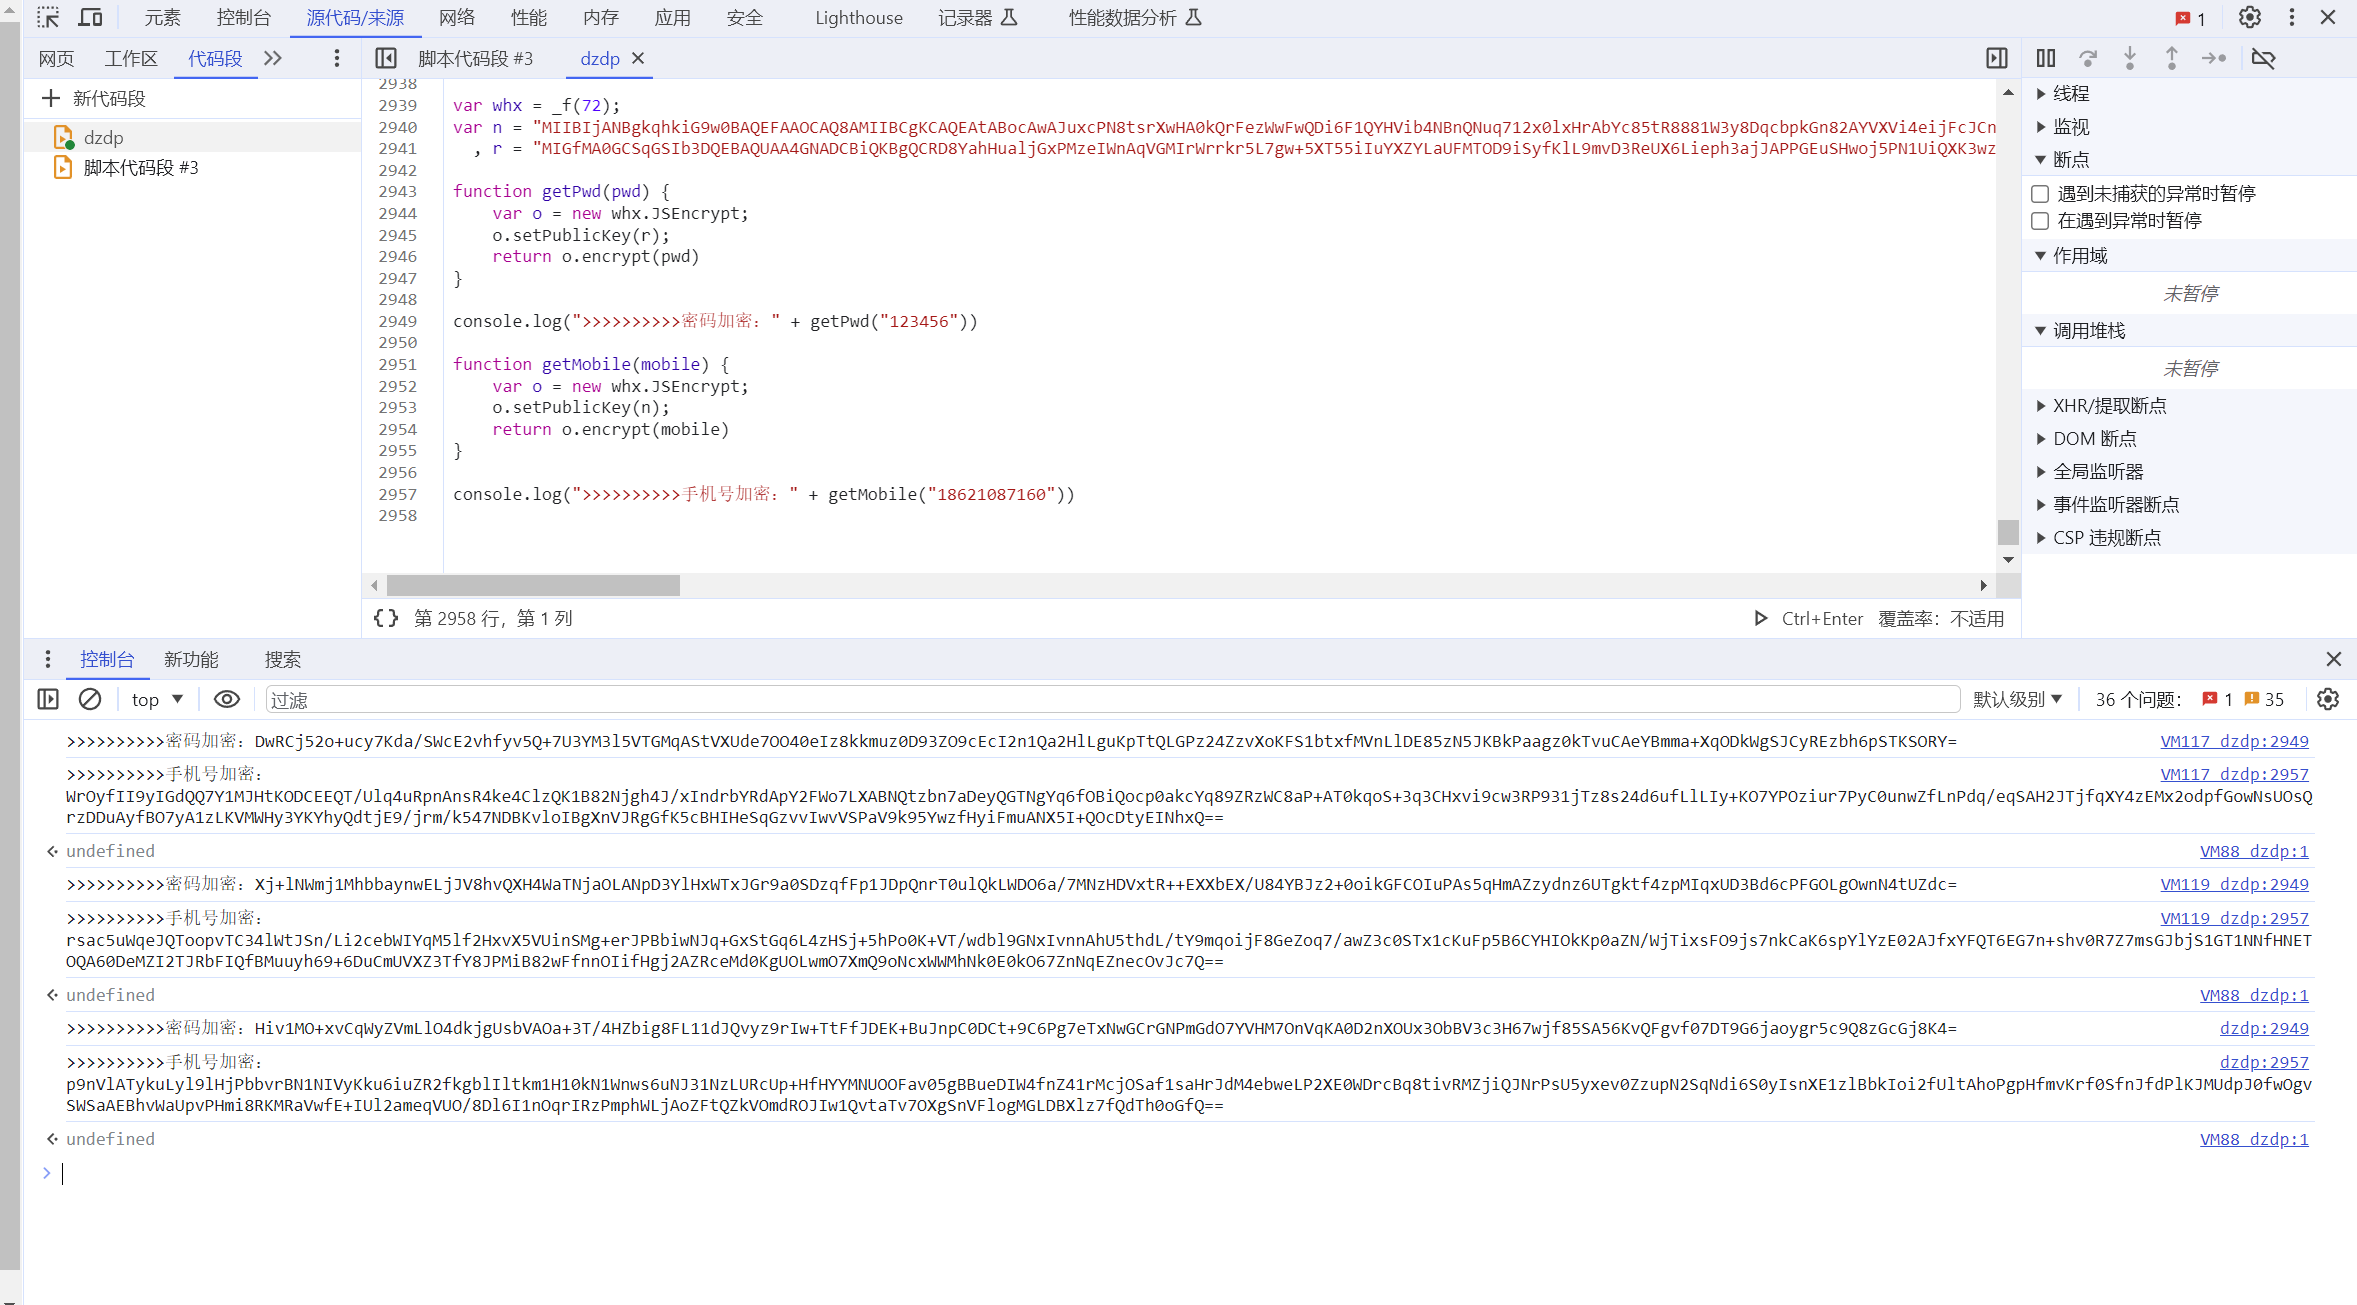 元素 控制台 源代码/来源 网络 性能 内存 应用 安全 Lighthouse 记录器 性能数据分析 1
网页 工作区 代码段 脚本代码段 #3 dzdp
新代码段
dzdp
脚本代码段 #3
2938
2939 var whx = _f(72);
2940 var n = "MIIBIjANBgkqhkiG9w0BAQEFAAOCAQ8AMIIBCgKCAQEAtABocAwAJuxcPN8tsrXwHA0kQrFezWwFwQDi6F1QYHVib4NBnQNuq712x0lxHrAbYc85tR8881W3y8DqcbpkGn82AYVXVi4eijFcJCn
2941 , r = "MIGfMA0GCSqGSIb3DQEBAQUAA4GNADCBiQKBgQCRD8YahHualjGxPMzeIWnAqVGMIrWrrkr5L7gw+5XT55iIuYXZYLaUFMTOD9iSyfKlL9mvD3ReUX6Lieph3ajJAPPGEuSHwoj5PN1UiQXK3wz
2942
2943 function getPwd(pwd) {
2944 var o = new whx.JSEncrypt;
2945 o.setPublicKey(r);
2946 return o.encrypt(pwd)
2947 }
2948
2949 console.log(">>>>>>>>>>密码加密：" + getPwd("123456"))
2950
2951 function getMobile(mobile) {
2952 var o = new whx.JSEncrypt;
2953 o.setPublicKey(n);
2954 return o.encrypt(mobile)
2955 }
2956
2957 console.log(">>>>>>>>>>手机号加密：" + getMobile("18621087160"))
2958
第 2958 行，第 1 列 Ctrl+Enter 覆盖率：不适用
线程
监视
断点
遇到未捕获的异常时暂停
在遇到异常时暂停
作用域
未暂停
调用堆栈
未暂停
XHR/提取断点
DOM 断点
全局监听器
事件监听器断点
CSP 违规断点
控制台 新功能 搜索
top 过滤 默认级别 36 个问题： 1 35
>>>>>>>>>>密码加密：DwRCj52o+ucy7Kda/SWcE2vhfyv5Q+7U3YM3l5VTGMqAStVXUde7OO40eIz8kkmuz0D93ZO9cEcI2n1Qa2HlLguKpTtQLGPz24ZzvXoKFS1btxfMVnLlDE85zN5JKBkPaagz0kTvuCAeYBmma+XqODkWgSJCyREzbh6pSTKSORY= VM117 dzdp:2949
>>>>>>>>>>手机号加密： VM117 dzdp:2957
WrOyfII9yIGdQQ7Y1MJHtKODCEEQT/Ulq4uRpnAnsR4ke4ClzQK1B82Njgh4J/xIndrbYRdApY2FWo7LXABNQtzbn7aDeyQGTNgYq6fOBiQocp0akcYq89ZRzWC8aP+AT0kqoS+3q3CHxvi9cw3RP931jTz8s24d6ufLlLIy+KO7YPOziur7PyC0unwZfLnPdq/eqSAH2JTjfqXY4zEMx2odpfGowNsUOsQ
rzDDuAyfBO7yA1zLKVMWHy3YKYhyQdtjE9/jrm/k547NDBKvloIBgXnVJRgGfK5cBHIHeSqGzvvIwvVSPaV9k95YwzfHyiFmuANX5I+QOcDtyEINhxQ==
undefined VM88 dzdp:1
>>>>>>>>>>密码加密：Xj+lNWmj1MhbbaynwELjJV8hvQXH4WaTNjaOLANpD3YlHxWTxJGr9a0SDzqfFp1JDpQnrT0ulQkLWDO6a/7MNzHDVxtR++EXXbEX/U84YBJz2+0oikGFCOIuPAs5qHmAZzydnz6UTgktf4zpMIqxUD3Bd6cPFGOLgOwnN4tUZdc= VM119 dzdp:2949
>>>>>>>>>>手机号加密： VM119 dzdp:2957
rsac5uWqeJQToopvTC34lWtJSn/Li2cebWIYqM5lf2HxvX5VUinSMg+erJPBbiwNJq+GxStGq6L4zHSj+5hPo0K+VT/wdbl9GNxIvnnAhU5thdL/tY9mqoijF8GeZoq7/awZ3c0STx1cKuFp5B6CYHIOkKp0aZN/WjTixsFO9js7nkCaK6spYlYzE02AJfxYFQT6EG7n+shv0R7Z7msGJbjS1GT1NNfHNET
OQA60DeMZI2TJRbFIQfBMuuyh69+6DuCmUVXZ3TfY8JPMiB82wFfnnOIifHgj2AZRceMd0KgUOLwmO7XmQ9oNcxWWMhNk0E0kO67ZnNqEZnecOvJc7Q==
undefined VM88 dzdp:1
>>>>>>>>>>密码加密：Hiv1MO+xvCqWyZVmLlO4dkjgUsbVAOa+3T/4HZbig8FL11dJQvyz9rIw+TtFfJDEK+BuJnpC0DCt+9C6Pg7eTxNwGCrGNPmGdO7YVHM7OnVqKA0D2nXOUx3ObBV3c3H67wjf85SA56KvQFgvf07DT9G6jaoygr5c9Q8zGcGj8K4= dzdp:2949
>>>>>>>>>>手机号加密： dzdp:2957
p9nVlATykuLyl9lHjPbbvrBN1NIVyKku6iuZR2fkgblIltkm1H10kN1Wnws6uNJ31NzLURcUp+HfHYYMNUOOFav05gBBueDIW4fnZ41rMcjOSaf1saHrJdM4ebweLP2XE0WDrcBq8tivRMZjiQJNrPsU5yxev0ZzupN2SqNdi6S0yIsnXE1zlBbkIoi2fUltAhoPgpHfmvKrf0SfnJfdPlKJMUdpJ0fwOgv
SWSaAEBhvWaUpvPHmi8RKMRaVwfE+IUl2ameqVUO/8Dl6I1nOqrIRzPmphWLjAoZFtQZkVOmdROJIw1QvtaTv7OXgSnVFlogMGLDBXlz7fQdTh0oGfQ==
undefined VM88 dzdp:1